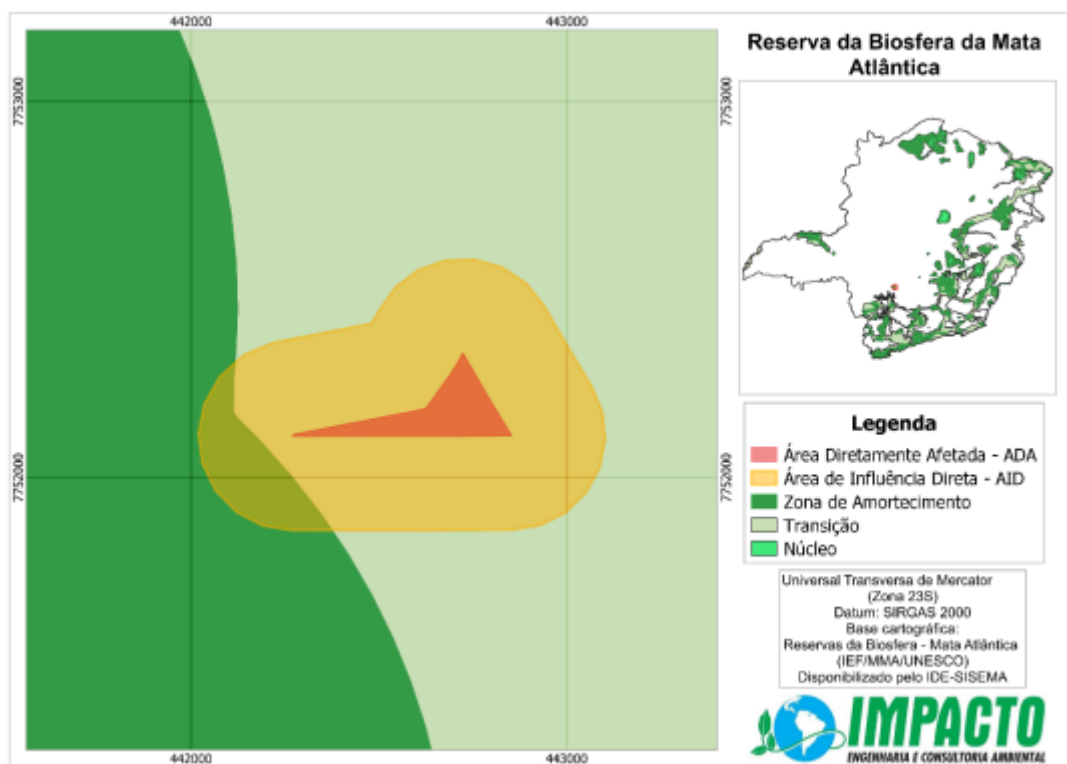 442000
443000
7753000
7753000
7752000
7752000
442000
443000
Reserva da Biosfera da Mata
Atlântica
Legenda
Área Diretamente Afetada - ADA
Área de Influência Direta - AID
Zona de Amortecimento
Transição
Núcleo
Universal Transversa de Mercator
(Zona 23S)
Datum: SIRGAS 2000
Base cartográfica:
Reservas da Biosfera - Mata Atlântica
(IEF/MMA/UNESCO)
Disponibilizado pelo IDE-SISEMA
IMPACTO
ENGENHARIA E CONSULTORIA AMBIENTAL